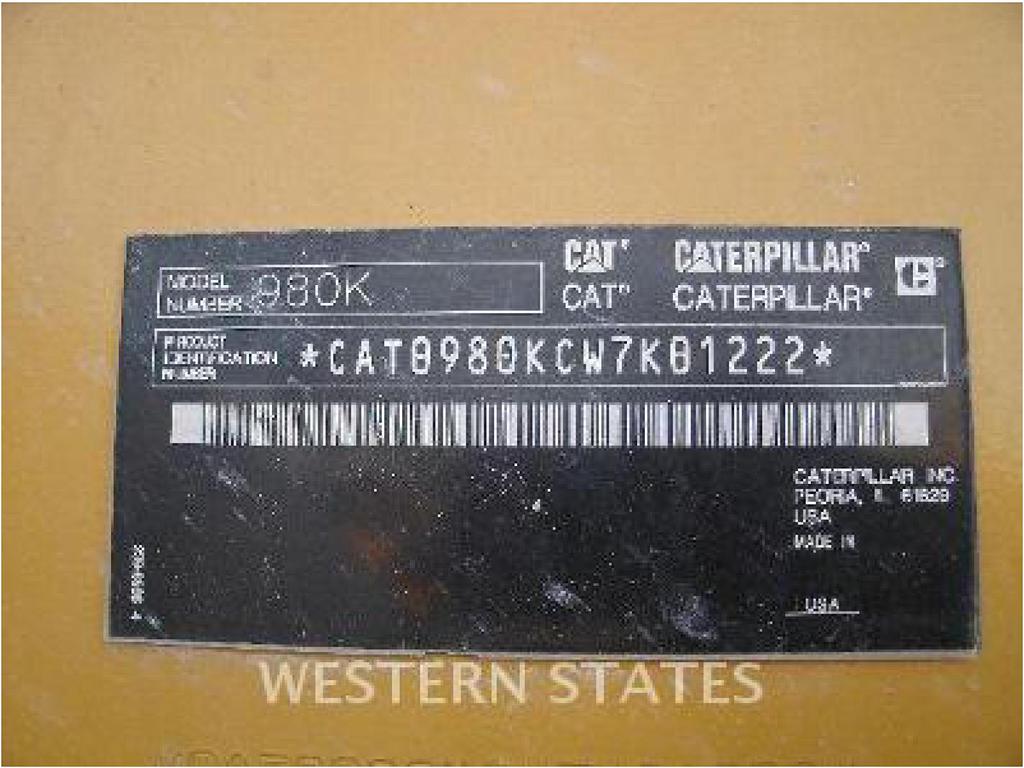 MODEL NUMBER 980K
CAT® CATERPILLAR®
CAT® CATERPILLAR®
PRODUCT IDENTIFICATION NUMBER *CAT0980KCW7K01222*
CATERPILLAR INC.
PEORIA, IL 61629
USA
MADE IN
USA
WESTERN STATES